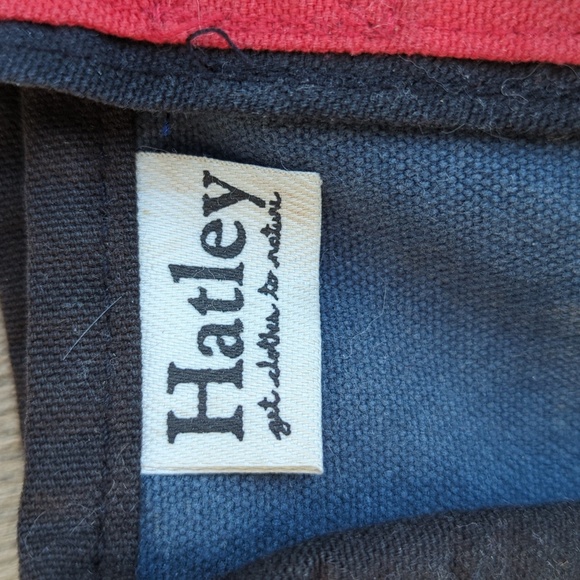 Hatley
get clothes to nature